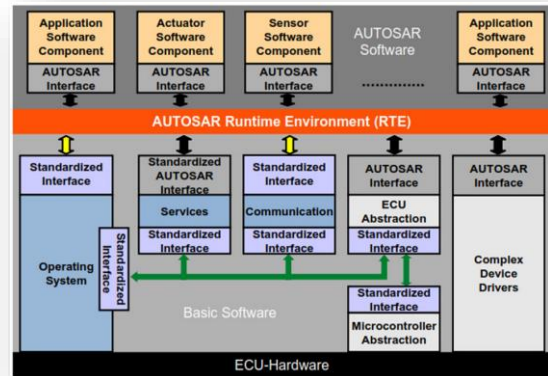 Application
Software
Component
AUTOSAR
Interface
Actuator
Software
Component
AUTOSAR
Interface
Sensor
Software
Component
AUTOSAR
Interface
AUTOSAR
Software
..............
Application
Software
Component
AUTOSAR
Interface
AUTOSAR Runtime Environment (RTE)
Standardized
Interface
Operating
System
Standardized
Interface
Standardized
AUTOSAR
Interface
Services
Standardized
Interface
Standardized
Interface
Communication
Standardized
Interface
AUTOSAR
Interface
ECU
Abstraction
Standardized
Interface
Standardized
Interface
Microcontroller
Abstraction
AUTOSAR
Interface
Complex
Device
Drivers
Basic Software
ECU-Hardware